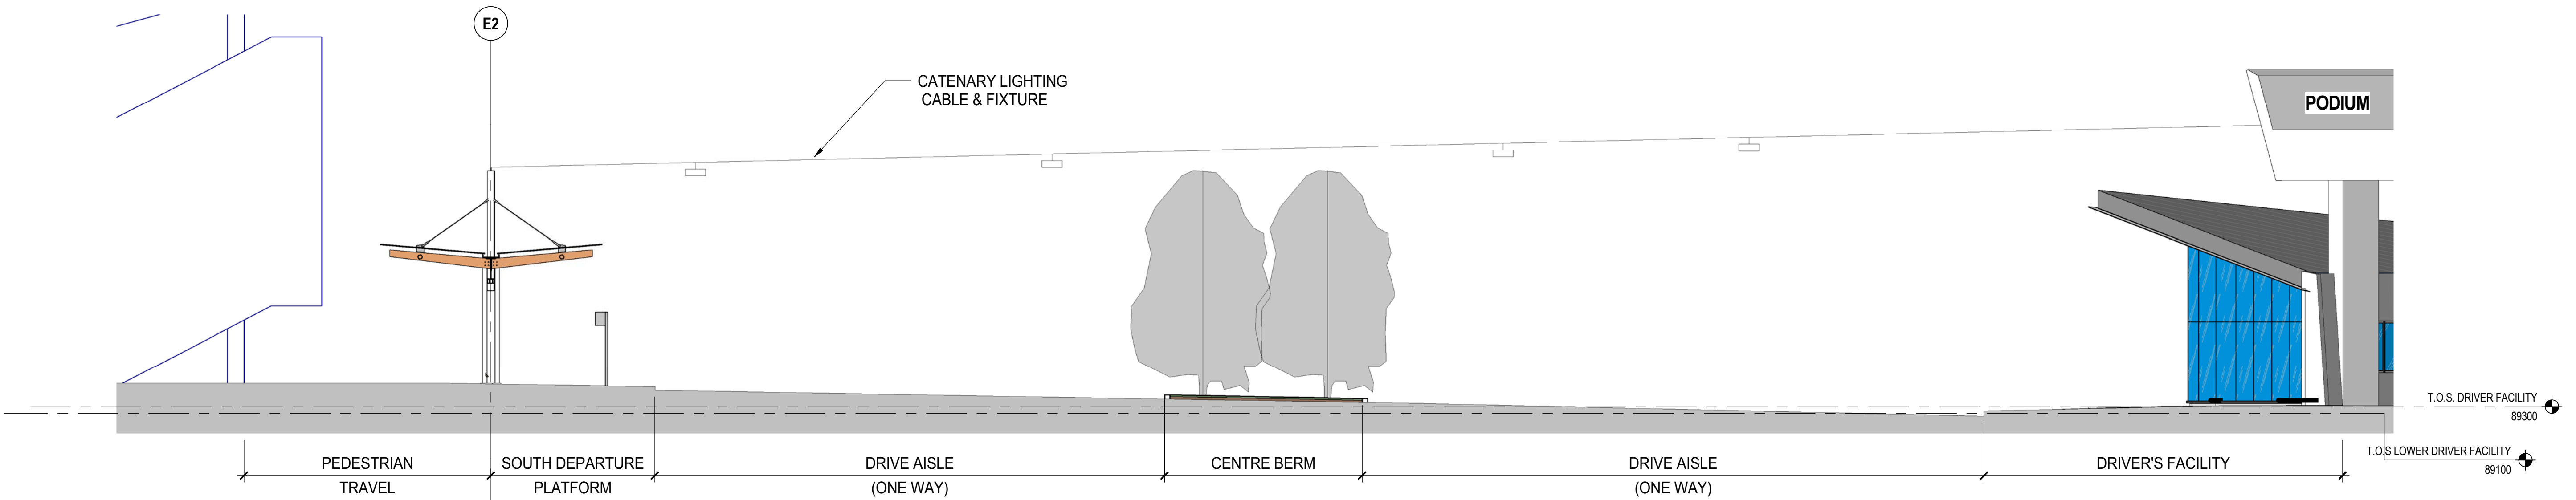 E2
CATENARY LIGHTING
CABLE & FIXTURE
PODIUM
T.O.S. DRIVER FACILITY
89300
T.O.S LOWER DRIVER FACILITY
89100
PEDESTRIAN
TRAVEL
SOUTH DEPARTURE
PLATFORM
DRIVE AISLE
(ONE WAY)
CENTRE BERM
DRIVE AISLE
(ONE WAY)
DRIVER'S FACILITY